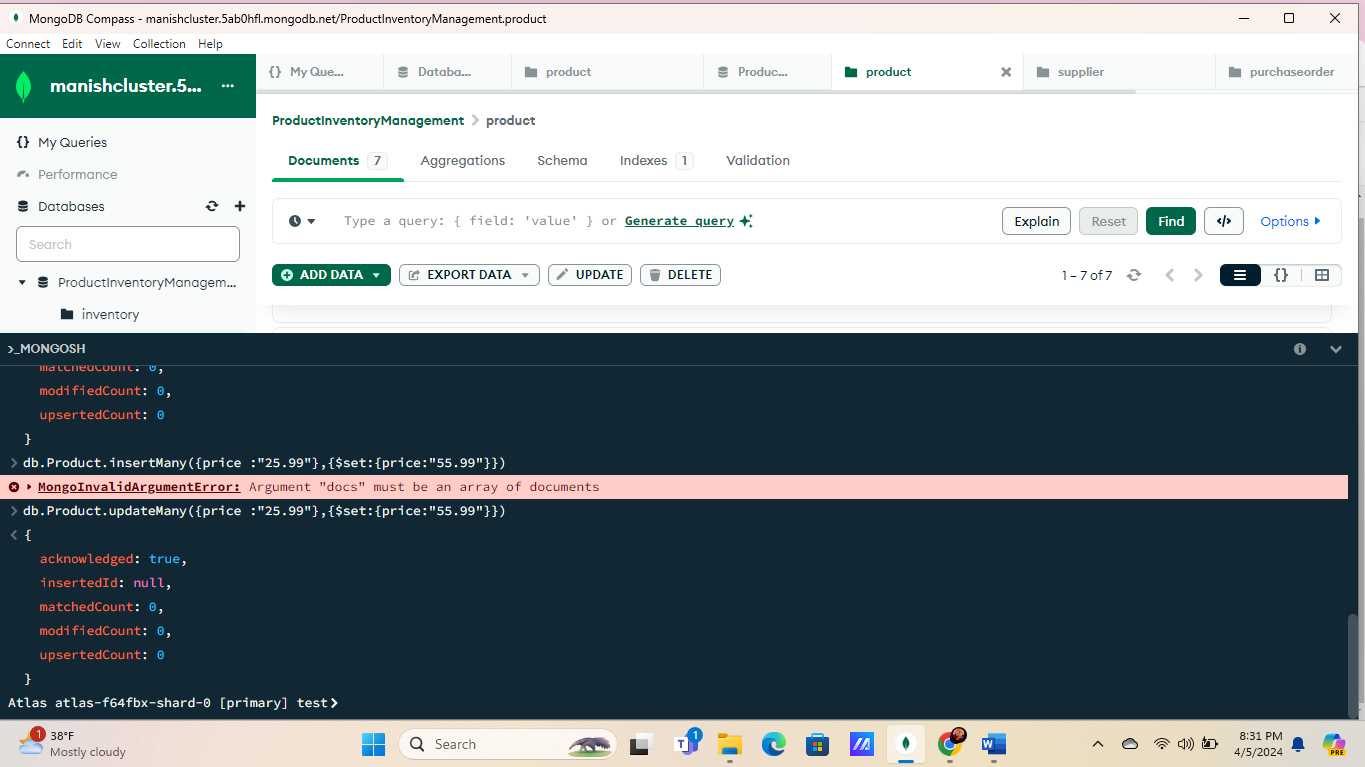 MongoDB Compass - manishcluster.5ab0hfl.mongodb.net/ProductInventoryManagement.product
Connect Edit View Collection Help
manishcluster.5... ...
{} My Que... Databa... product Produc... product supplier purchaseorder
ProductInventoryManagement > product
{} My Queries
Performance
Databases
Search
ProductInventoryManagem...
inventory
Documents 7 Aggregations Schema Indexes 1 Validation
Type a query: { field: 'value' } or Generate query
Explain Reset Find </> Options
ADD DATA EXPORT DATA UPDATE DELETE
1 – 7 of 7 {}
>_MONGOSH
matchedCount: 0,
modifiedCount: 0,
upsertedCount: 0
}
> db.Product.insertMany({price :"25.99"},{$set:{price:"55.99"}})
MongoInvalidArgumentError: Argument "docs" must be an array of documents
> db.Product.updateMany({price :"25.99"},{$set:{price:"55.99"}})
< {
acknowledged: true,
insertedId: null,
matchedCount: 0,
modifiedCount: 0,
upsertedCount: 0
}
Atlas atlas-f64fbx-shard-0 [primary] test>
1
38°F
Mostly cloudy
Search
T
1
W
8:31 PM
4/5/2024
PRE